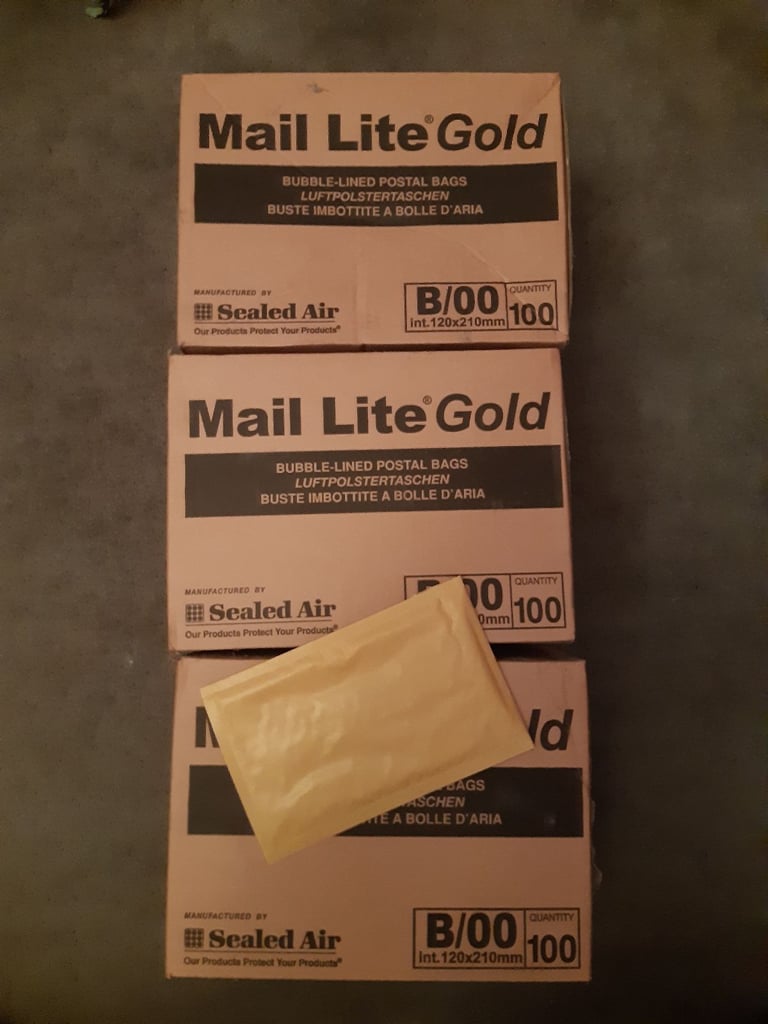 Mail Lite® Gold
BUBBLE-LINED POSTAL BAGS
LUFTPOLSTERTASCHEN
BUSTE IMBOTTITE A BOLLE D'ARIA
MANUFACTURED BY
Sealed Air
Our Products Protect Your Products®
B/00
int.120x210mm
QUANTITY
100
Mail Lite® Gold
BUBBLE-LINED POSTAL BAGS
LUFTPOLSTERTASCHEN
BUSTE IMBOTTITE A BOLLE D'ARIA
MANUFACTURED BY
Sealed Air
Our Products Protect Your Products®
QUANTITY
100
BAGS
A BOLLE D'ARIA
MANUFACTURED BY
Sealed Air
Our Products Protect Your Products®
B/00
int.120x210mm
QUANTITY
100